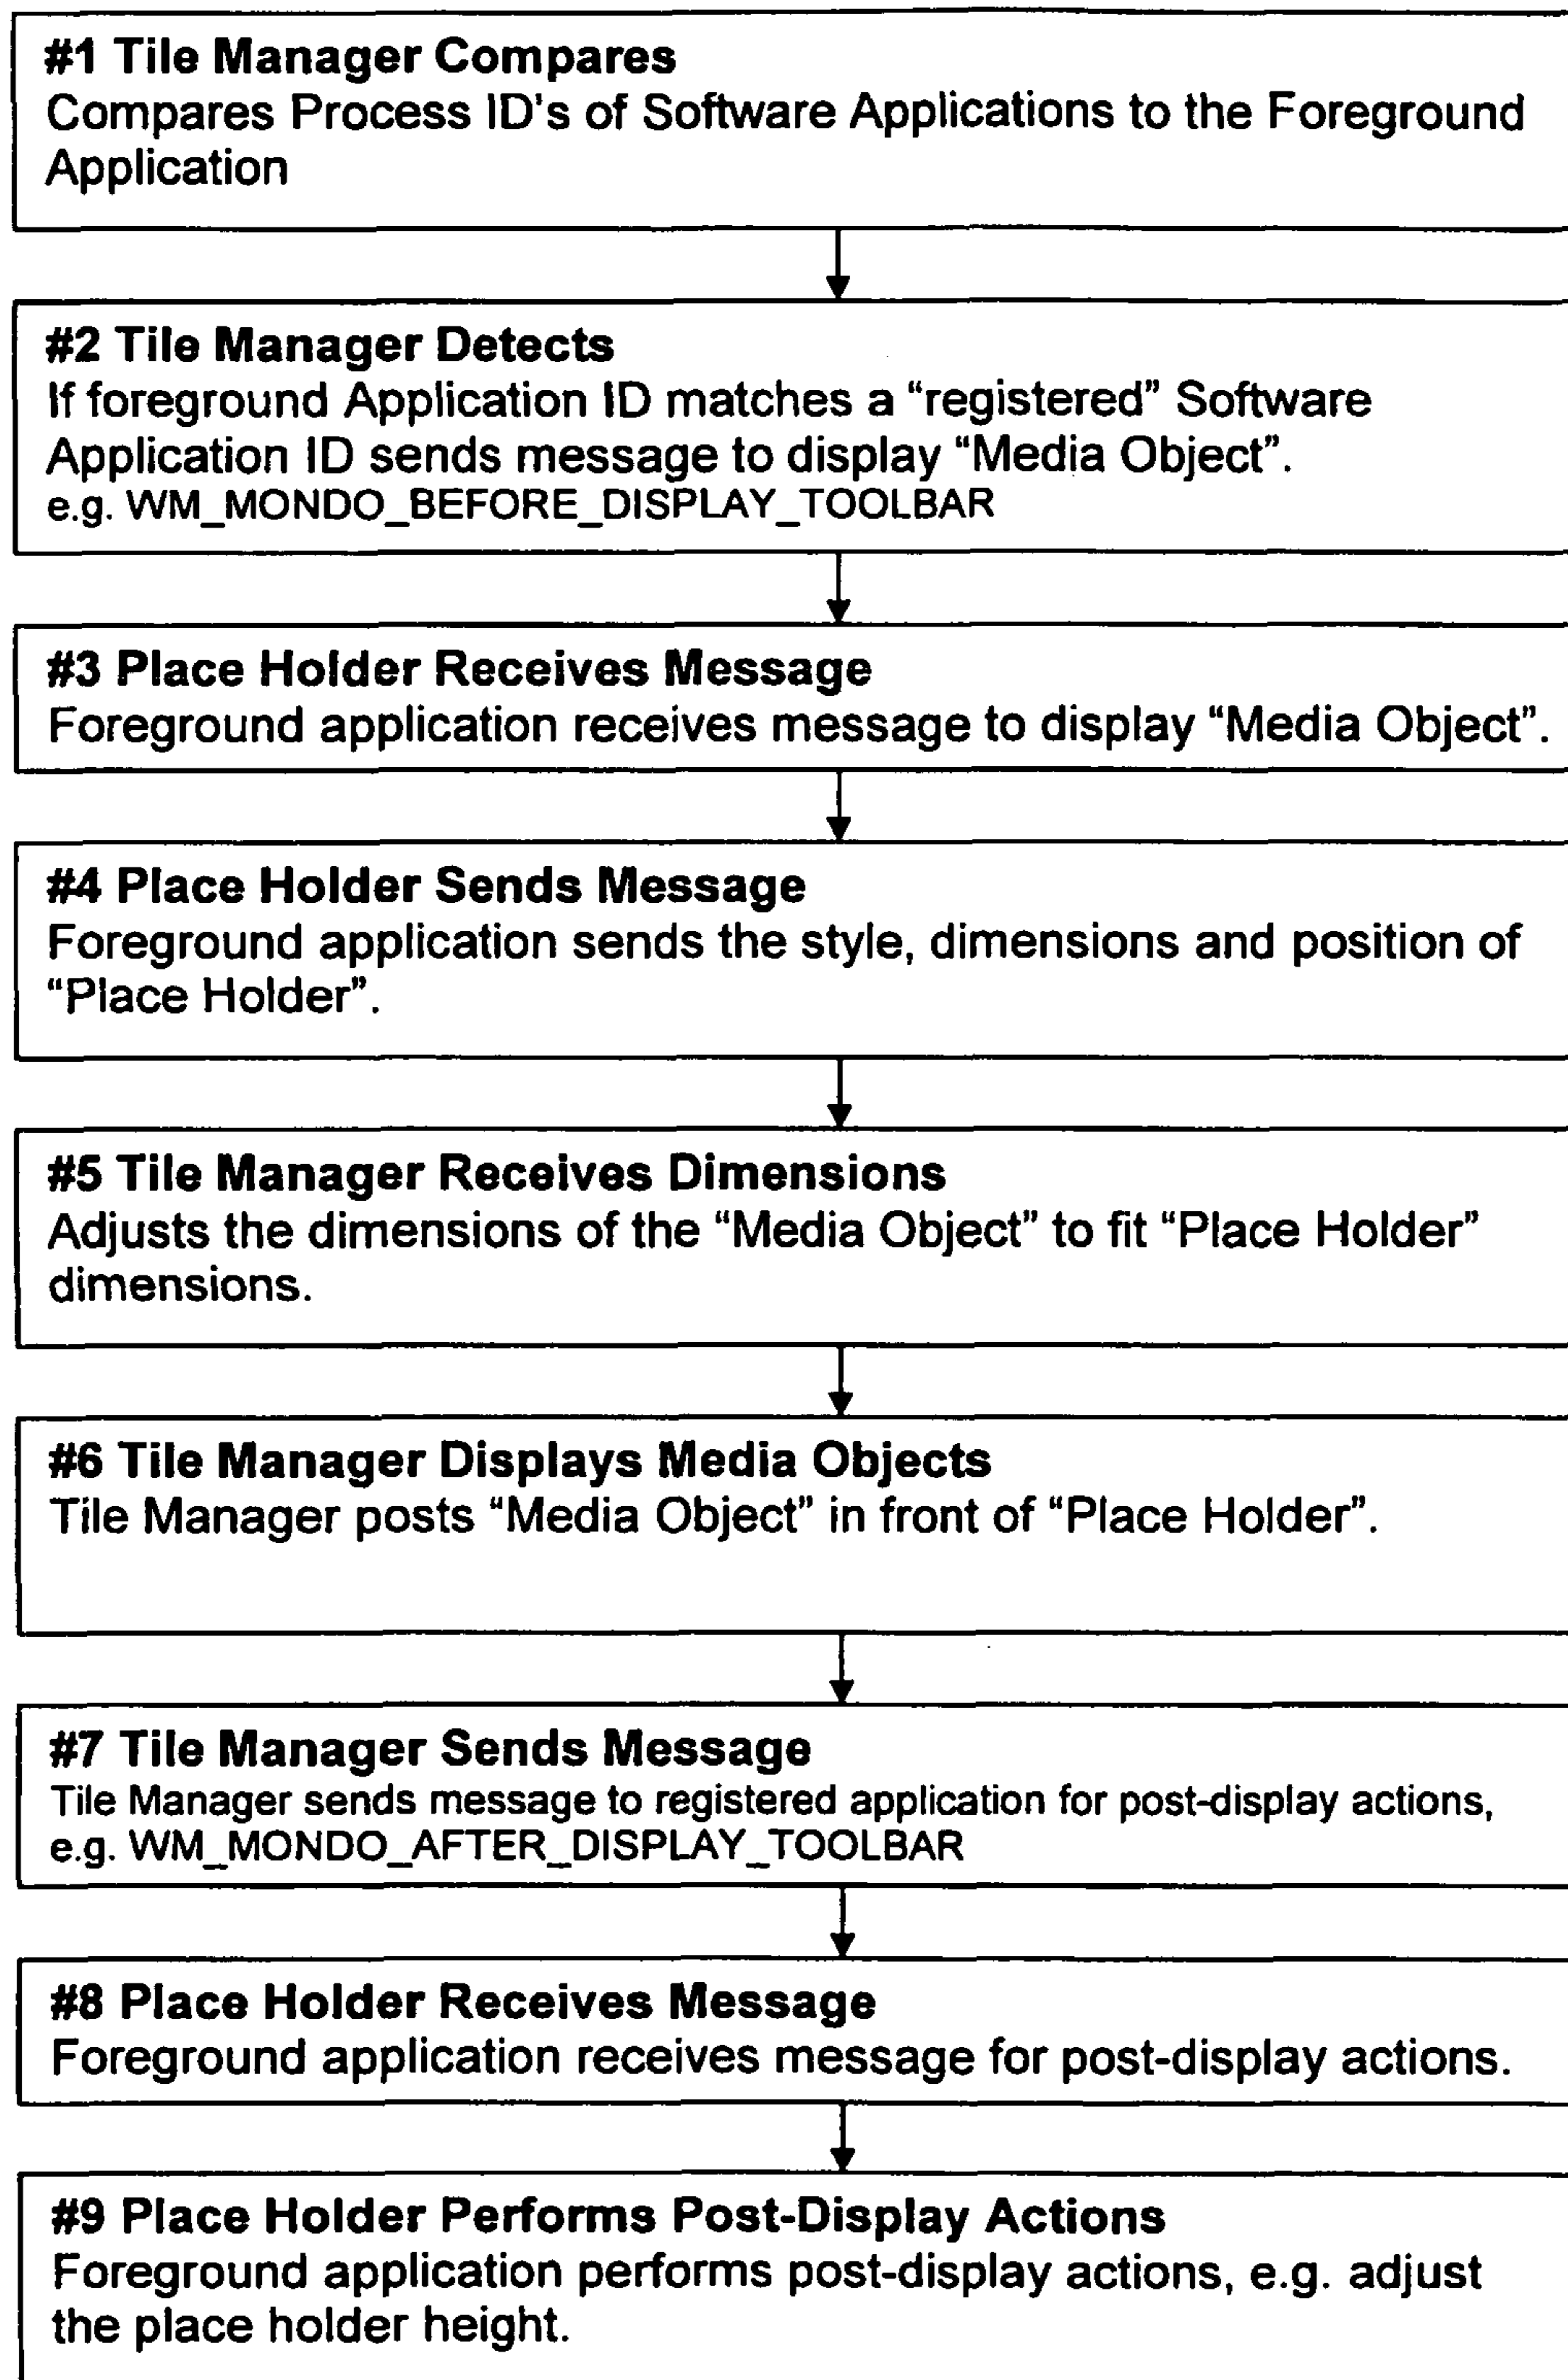 #1 Tile Manager Compares
Compares Process ID's of Software Applications to the Foreground
Application
#2 Tile Manager Detects
If foreground Application ID matches a “registered” Software
Application ID sends message to display “Media Object”.
e.g. WM_MONDO_BEFORE_DISPLAY_TOOLBAR
#3 Place Holder Receives Message
Foreground application receives message to display “Media Object”.
#4 Place Holder Sends Message
Foreground application sends the style, dimensions and position of
“Place Holder”.
#5 Tile Manager Receives Dimensions
Adjusts the dimensions of the “Media Object” to fit “Place Holder”
dimensions.
#6 Tile Manager Displays Media Objects
Tile Manager posts “Media Object” in front of “Place Holder”.
#7 Tile Manager Sends Message
Tile Manager sends message to registered application for post-display actions,
e.g. WM_MONDO_AFTER_DISPLAY_TOOLBAR
#8 Place Holder Receives Message
Foreground application receives message for post-display actions.
#9 Place Holder Performs Post-Display Actions
Foreground application performs post-display actions, e.g. adjust
the place holder height.